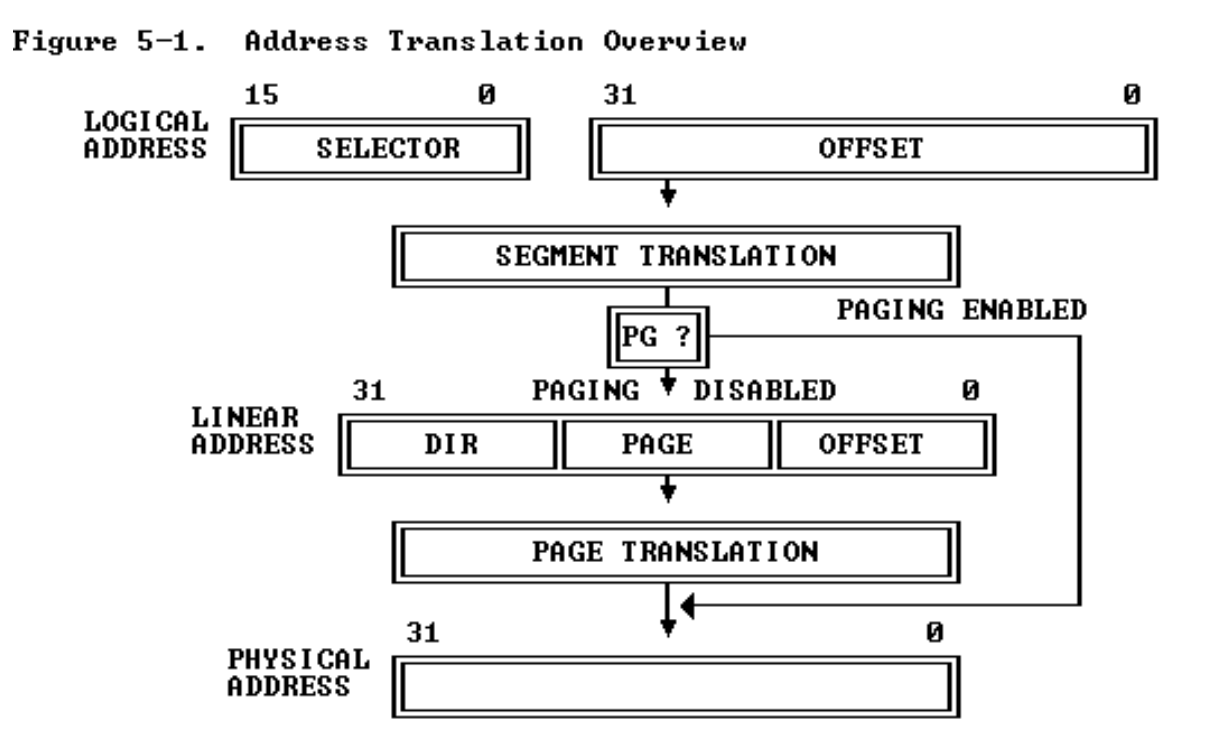 Figure 5-1.  Address Translation Overview
15 0 31 0
LOGICAL
ADDRESS
SELECTOR OFFSET
SEGMENT TRANSLATION
PAGING ENABLED
PG ?
31 PAGING DISABLED 0
LINEAR
ADDRESS
DIR PAGE OFFSET
PAGE TRANSLATION
31 0
PHYSICAL
ADDRESS